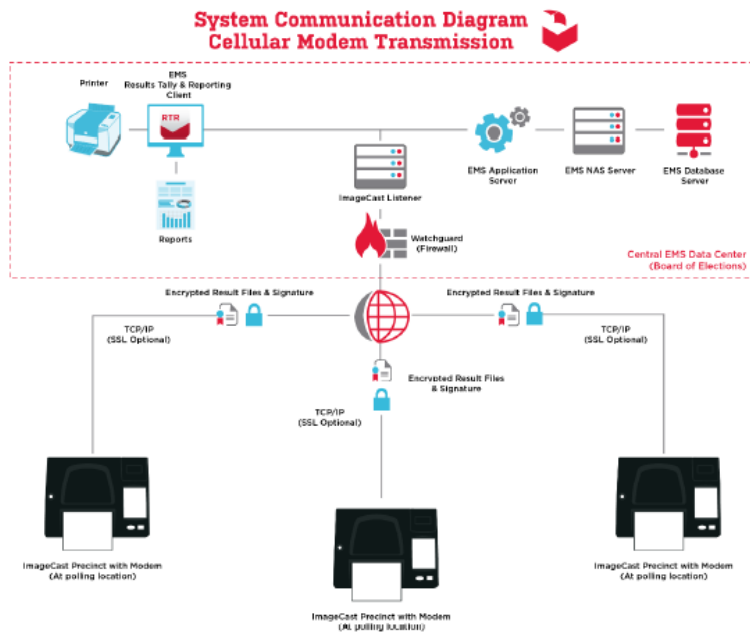 System Communication Diagram
Cellular Modem Transmission
EMS
Results Tally & Reporting
Client
Printer
RTR
ImageCast Listener
EMS Application
Server
EMS NAS Server
EMS Database
Server
Reports
Watchguard
(Firewall)
Central EMS Data Center
(Board of Elections)
Encrypted Result Files & Signature
Encrypted Result Files & Signature
TCP/IP
(SSL Optional)
TCP/IP
(SSL Optional)
Encrypted Result Files
& Signature
TCP/IP
(SSL Optional)
ImageCast Precinct with Modem
(At polling location)
ImageCast Precinct with Modem
(At polling location)
ImageCast Precinct with Modem
(At polling location)